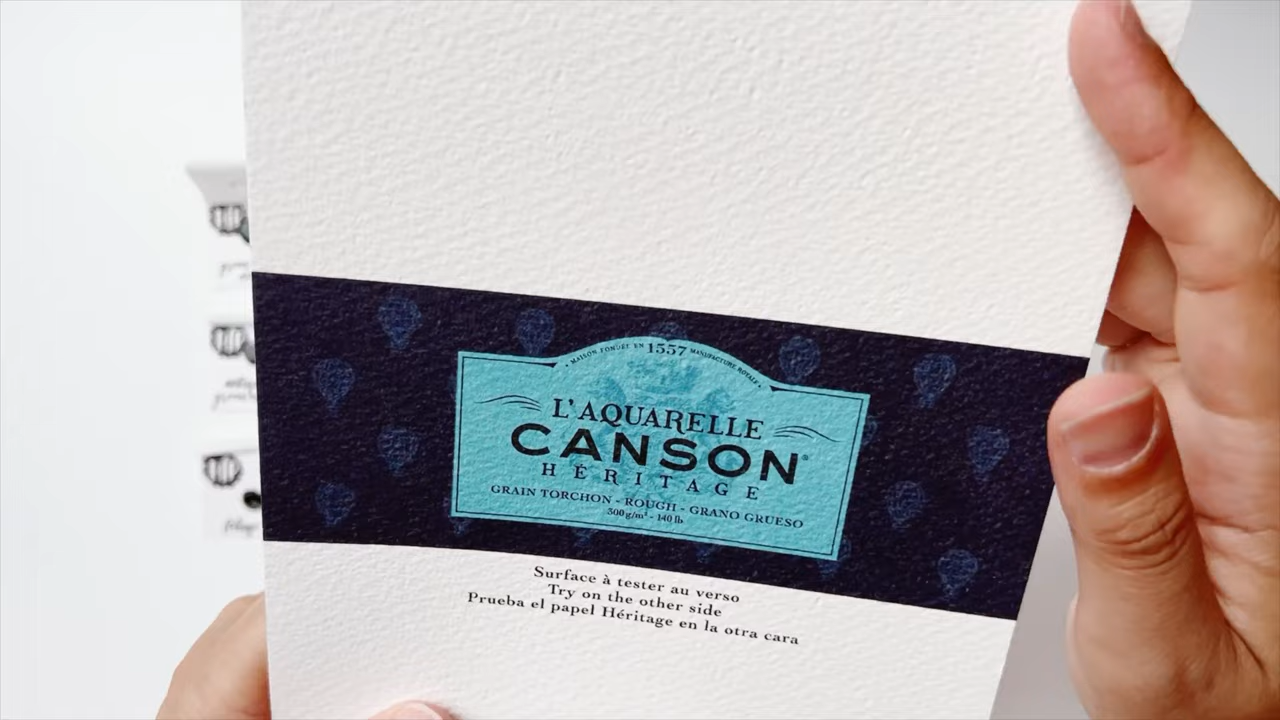 MAISON FONDÉE EN 1557 MANUFACTURE ROYALE
L'AQUARELLE
CANSON®
HÉRITAGE
GRAIN TORCHON - ROUGH - GRANO GRUESO
300g/m² - 140 lb
Surface à tester au verso
Try on the other side
Prueba el papel Héritage en la otra cara